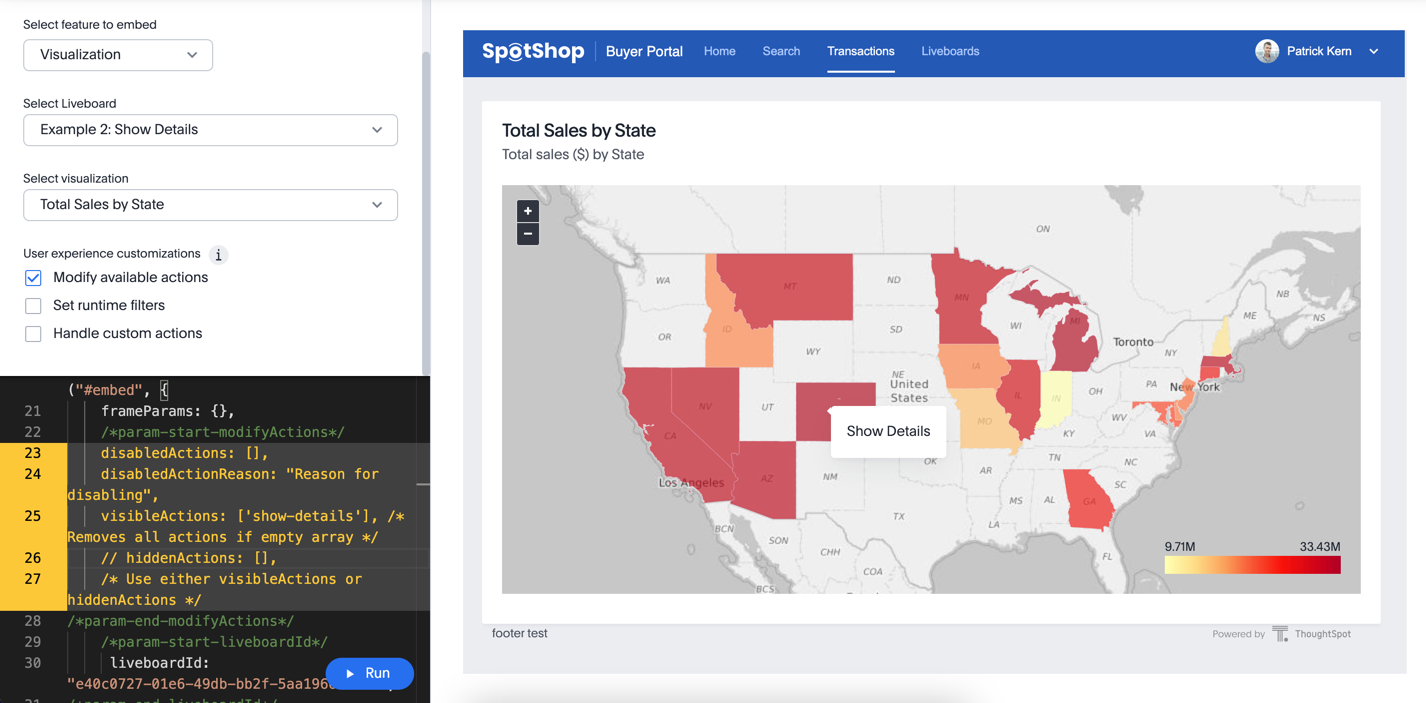 Select feature to embed
Visualization
Select Liveboard
Example 2: Show Details
Select visualization
Total Sales by State
User experience customizations i
Modify available actions
Set runtime filters
Handle custom actions
("#embed", {
21 frameParams: {},
22 /*param-start-modifyActions*/
23 disabledActions: [],
24 disabledActionReason: "Reason for
disabling",
25 visibleActions: ['show-details'], /*
Removes all actions if empty array */
26 // hiddenActions: [],
27 /* Use either visibleActions or
hiddenActions */
28 /*param-end-modifyActions*/
29 /*param-start-liveboardId*/
30 liveboardId:
Run
SpotShop Buyer Portal Home Search Transactions Liveboards Patrick Kern
Total Sales by State
Total sales ($) by State
+
−
ON
WA MT ND MN NB
ME NS
OR ID SD WI MI Toronto
WY NY
IA
NE
United
States
PA New York
NV UT IL IN OH
CA MO WV
Show Details
KY VA
Los Angeles AZ NM OK AR TN NC
SC
TX MS AL GA
LA
BCN SON CHH FL
COA
BCS
9.71M 33.43M
footer test
Powered by ThoughtSpot